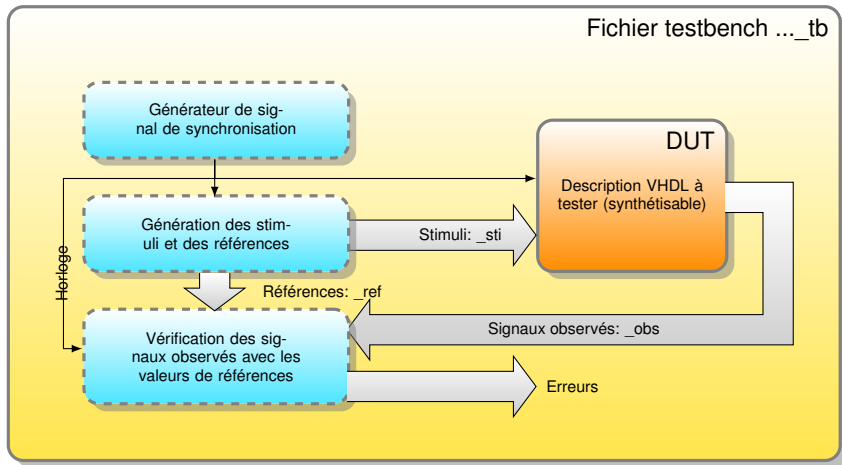 Fichier testbench ..._tb
Générateur de sig-
nal de synchronisation
DUT
Description VHDL à
tester (synthétisable)
Génération des stim-
uli et des références
Stimuli: _sti
Horloge
Références: _ref
Vérification des sig-
naux observés avec les
valeurs de références
Signaux observés: _obs
Erreurs